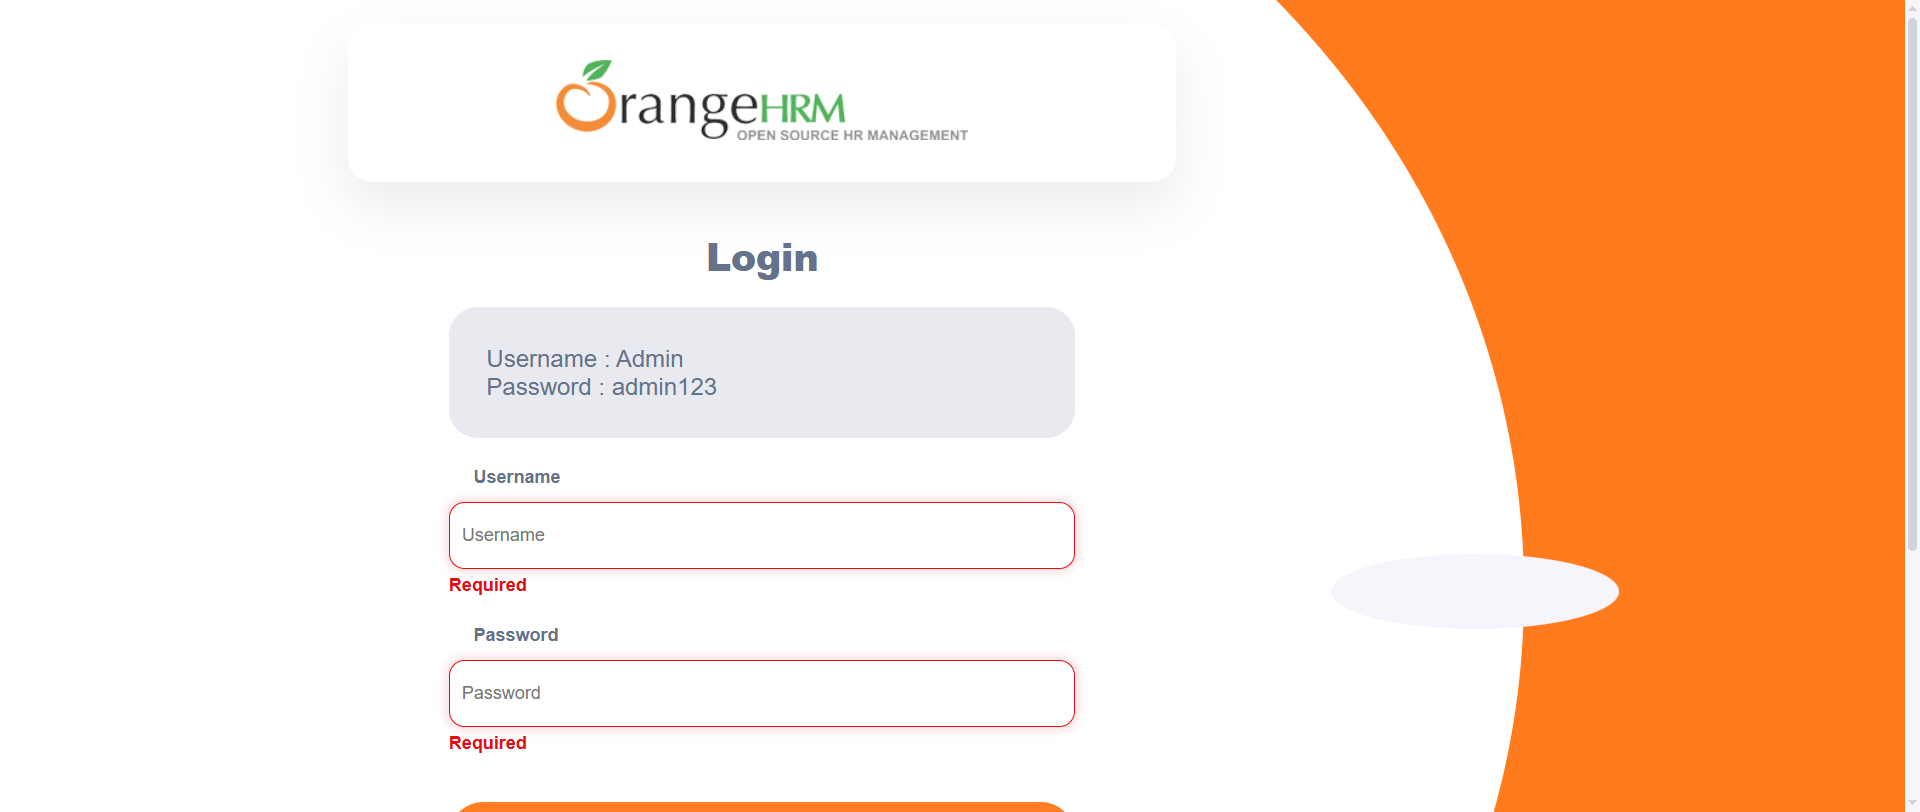 OrangeHRM
OPEN SOURCE HR MANAGEMENT
Login
Username : Admin
Password : admin123
Username
Username
Required
Password
Password
Required